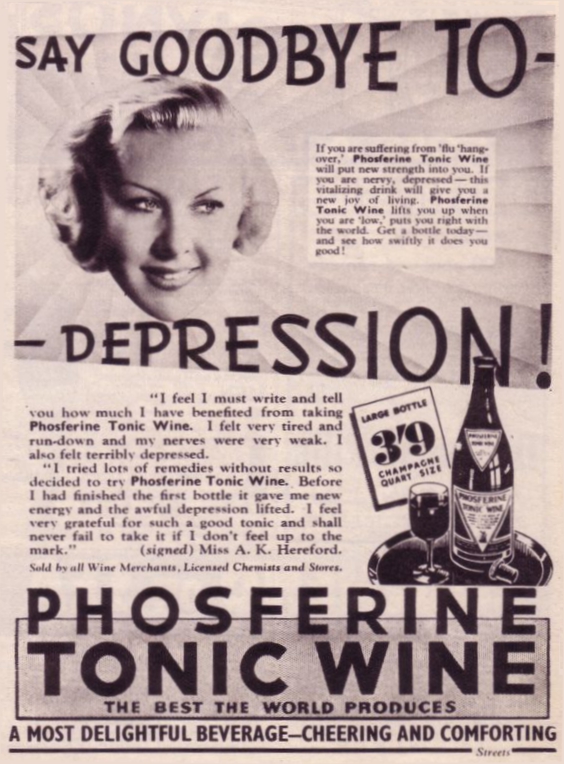 SAY GOODBYE TO-
If you are suffering from 'flu 'hang-
over,' Phosferine Tonic Wine
will put new strength into you. If
you are nervy, depressed—this
vitalizing drink will give you a
new joy of living. Phosferine
Tonic Wine lifts you up when
you are 'low,' puts you right with
the world. Get a bottle today—
and see how swiftly it does you
good!
-DEPRESSION!
"I feel I must write and tell
you how much I have benefited from taking
Phosferine Tonic Wine. I felt very tired and
run-down and my nerves were very weak. I
also felt terribly depressed.
"I tried lots of remedies without results so
decided to try Phosferine Tonic Wine. Before
I had finished the first bottle it gave me new
energy and the awful depression lifted. I feel
very grateful for such a good tonic and shall
never fail to take it if I don't feel up to the
mark." (signed) Miss A. K. Hereford.
Sold by all Wine Merchants, Licensed Chemists and Stores.
LARGE BOTTLE
3'9
CHAMPAGNE
QUART SIZE
PHOSFERINE
TONIC WINE
PHOSFERINE
TONIC WINE
PHOSFERINE
TONIC WINE
THE BEST THE WORLD PRODUCES
A MOST DELIGHTFUL BEVERAGE—CHEERING AND COMFORTING
Streets